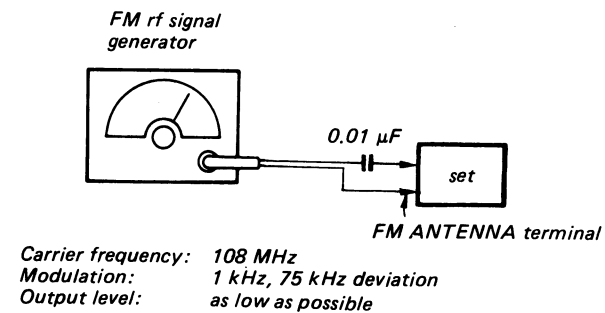 FM rf signal
generator
0.01 µF
set
FM ANTENNA terminal
Carrier frequency: 108 MHz
Modulation: 1 kHz, 75 kHz deviation
Output level: as low as possible